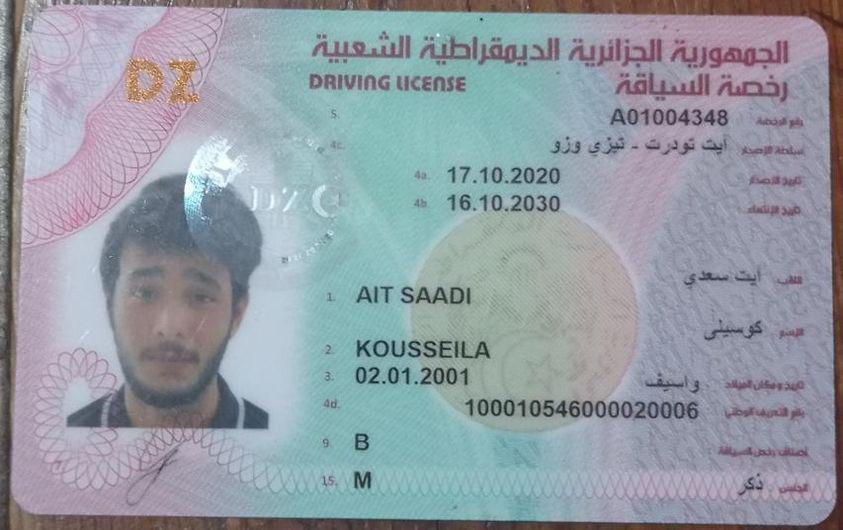 الجمهورية الجزائرية الديمقراطية الشعبية
DZ
DRIVING LICENSE رخصة السياقة
5. A01004348 رقم الرخصة
4c. آيت تودرت - تيزي وزو سلطة الإصدار
4a. 17.10.2020 تاريخ الإصدار
4b. 16.10.2030 تاريخ الإنتهاء
DZ
آيت سعدي اللقب
1. AIT SAADI
كوسيلى الإسم
2. KOUSSEILA
3. 02.01.2001 واسيف تاريخ و مكان الميلاد
4d. 100010546000020006 رقم التعريف الوطني
9. B أصناف رخص السياقة
15. M ذكر الجنس